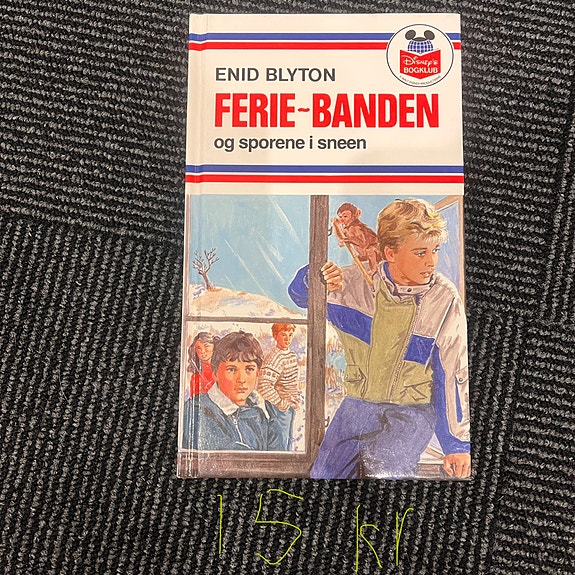 DISNEY'S
BOGKLUB
ENID BLYTON
FERIE~BANDEN
og sporene i sneen
15 kr